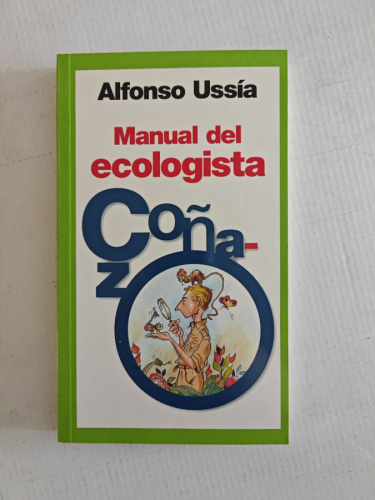 Alfonso Ussía
Manual del
ecologista
Coña-
zo